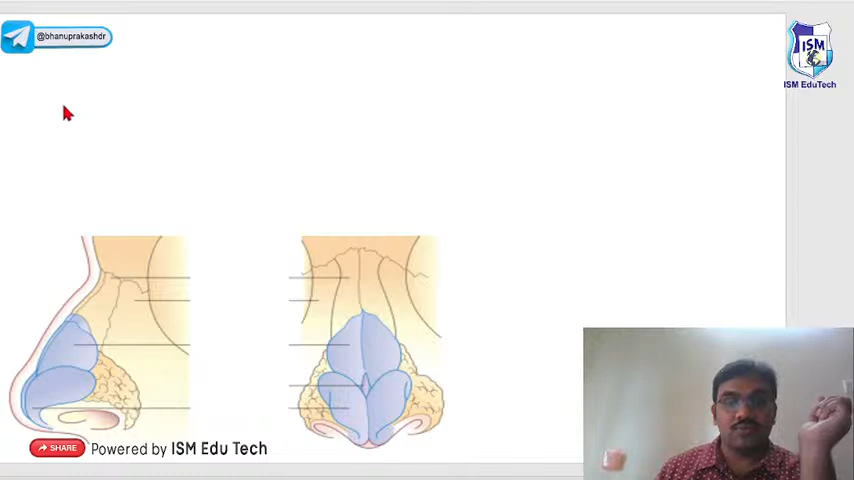 @bhanuprakashdr
ISM
ISM EduTech
SHARE
Powered by ISM Edu Tech